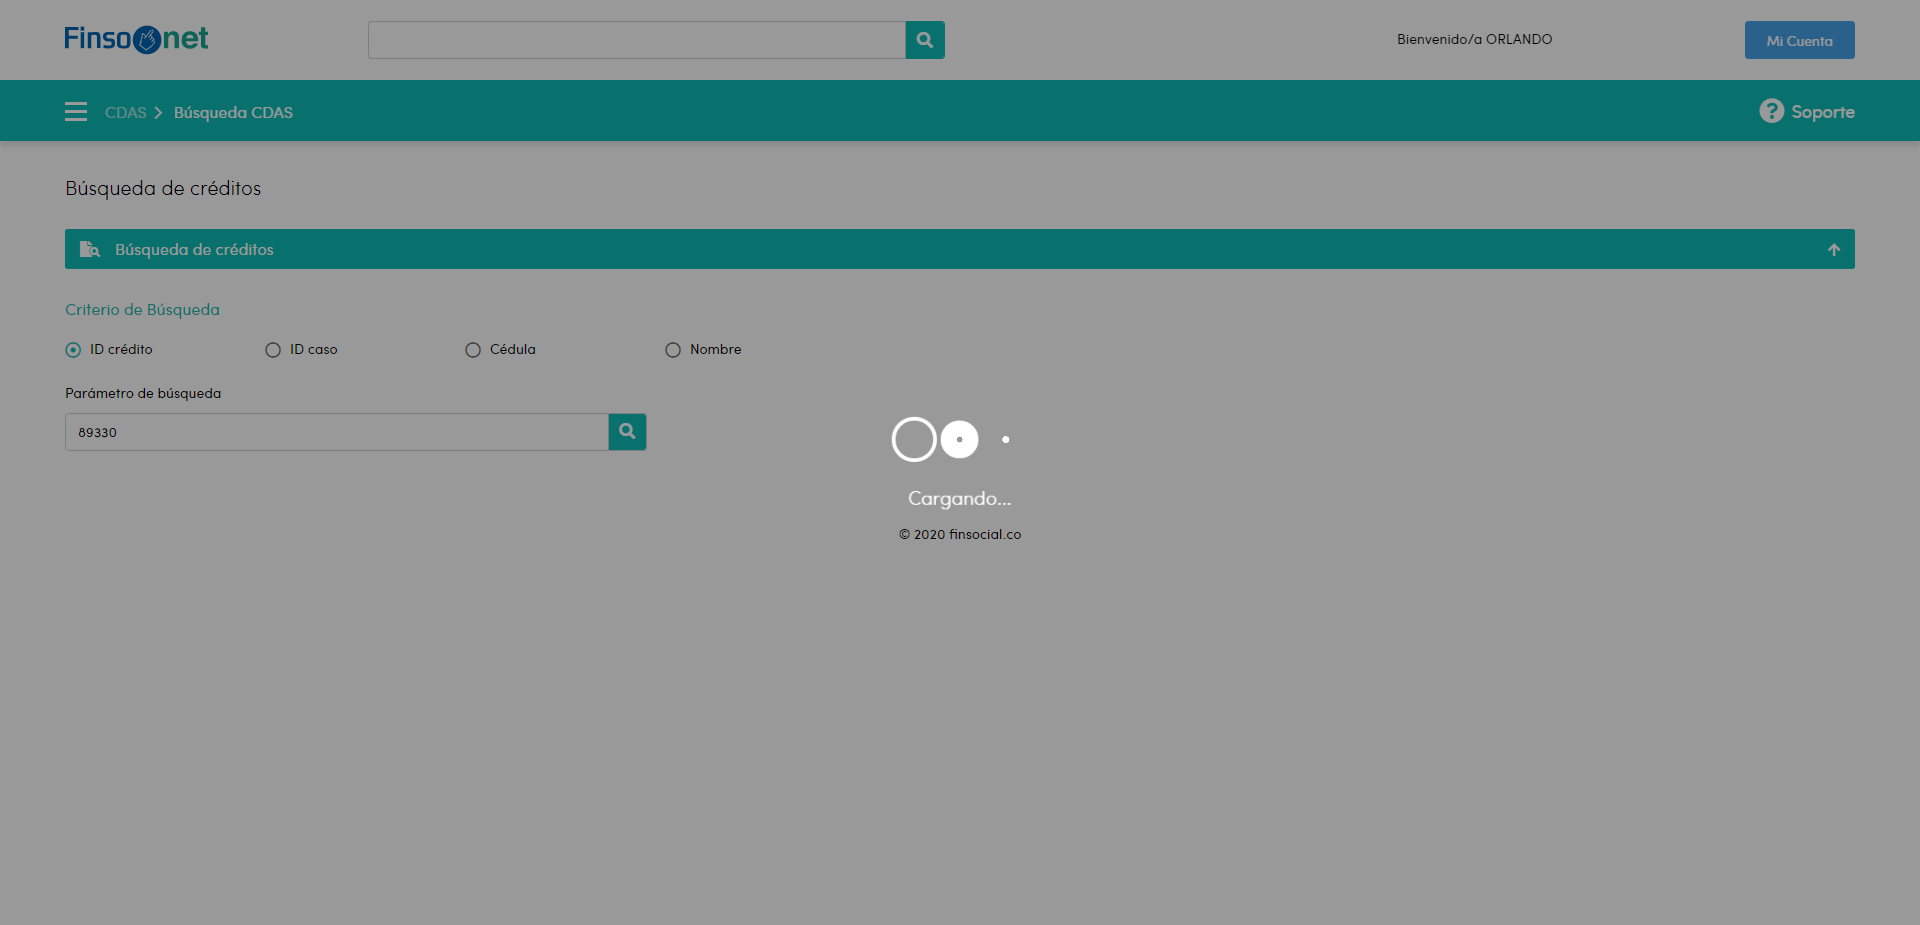 Finsonet
Bienvenido/a ORLANDO
Mi Cuenta
CDAS
Búsqueda CDAS
Soporte
Búsqueda de créditos
Búsqueda de créditos
Criterio de Búsqueda
ID crédito
ID caso
Cédula
Nombre
Parámetro de búsqueda
89330
Cargando...
© 2020 finsocial.co